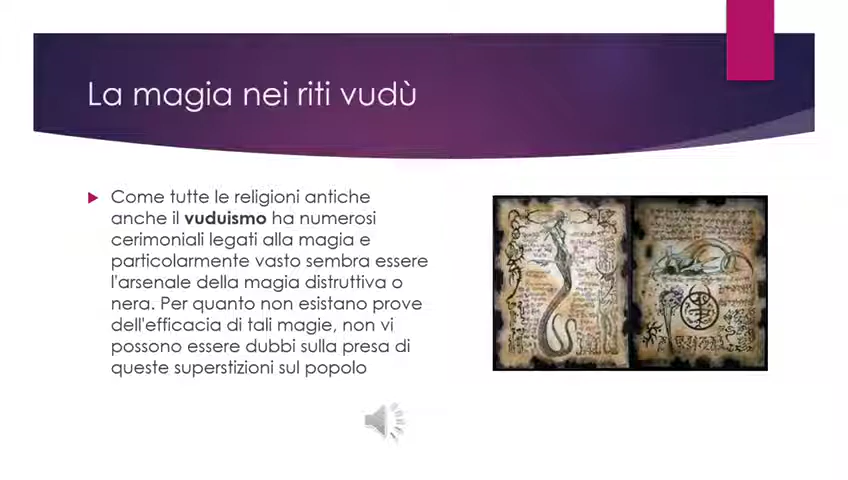 La magia nei riti vudù
Come tutte le religioni antiche
anche il vuduismo ha numerosi
cerimoniali legati alla magia e
particolarmente vasto sembra essere
l'arsenale della magia distruttiva o
nera. Per quanto non esistano prove
dell'efficacia di tali magie, non vi
possono essere dubbi sulla presa di
queste superstizioni sul popolo